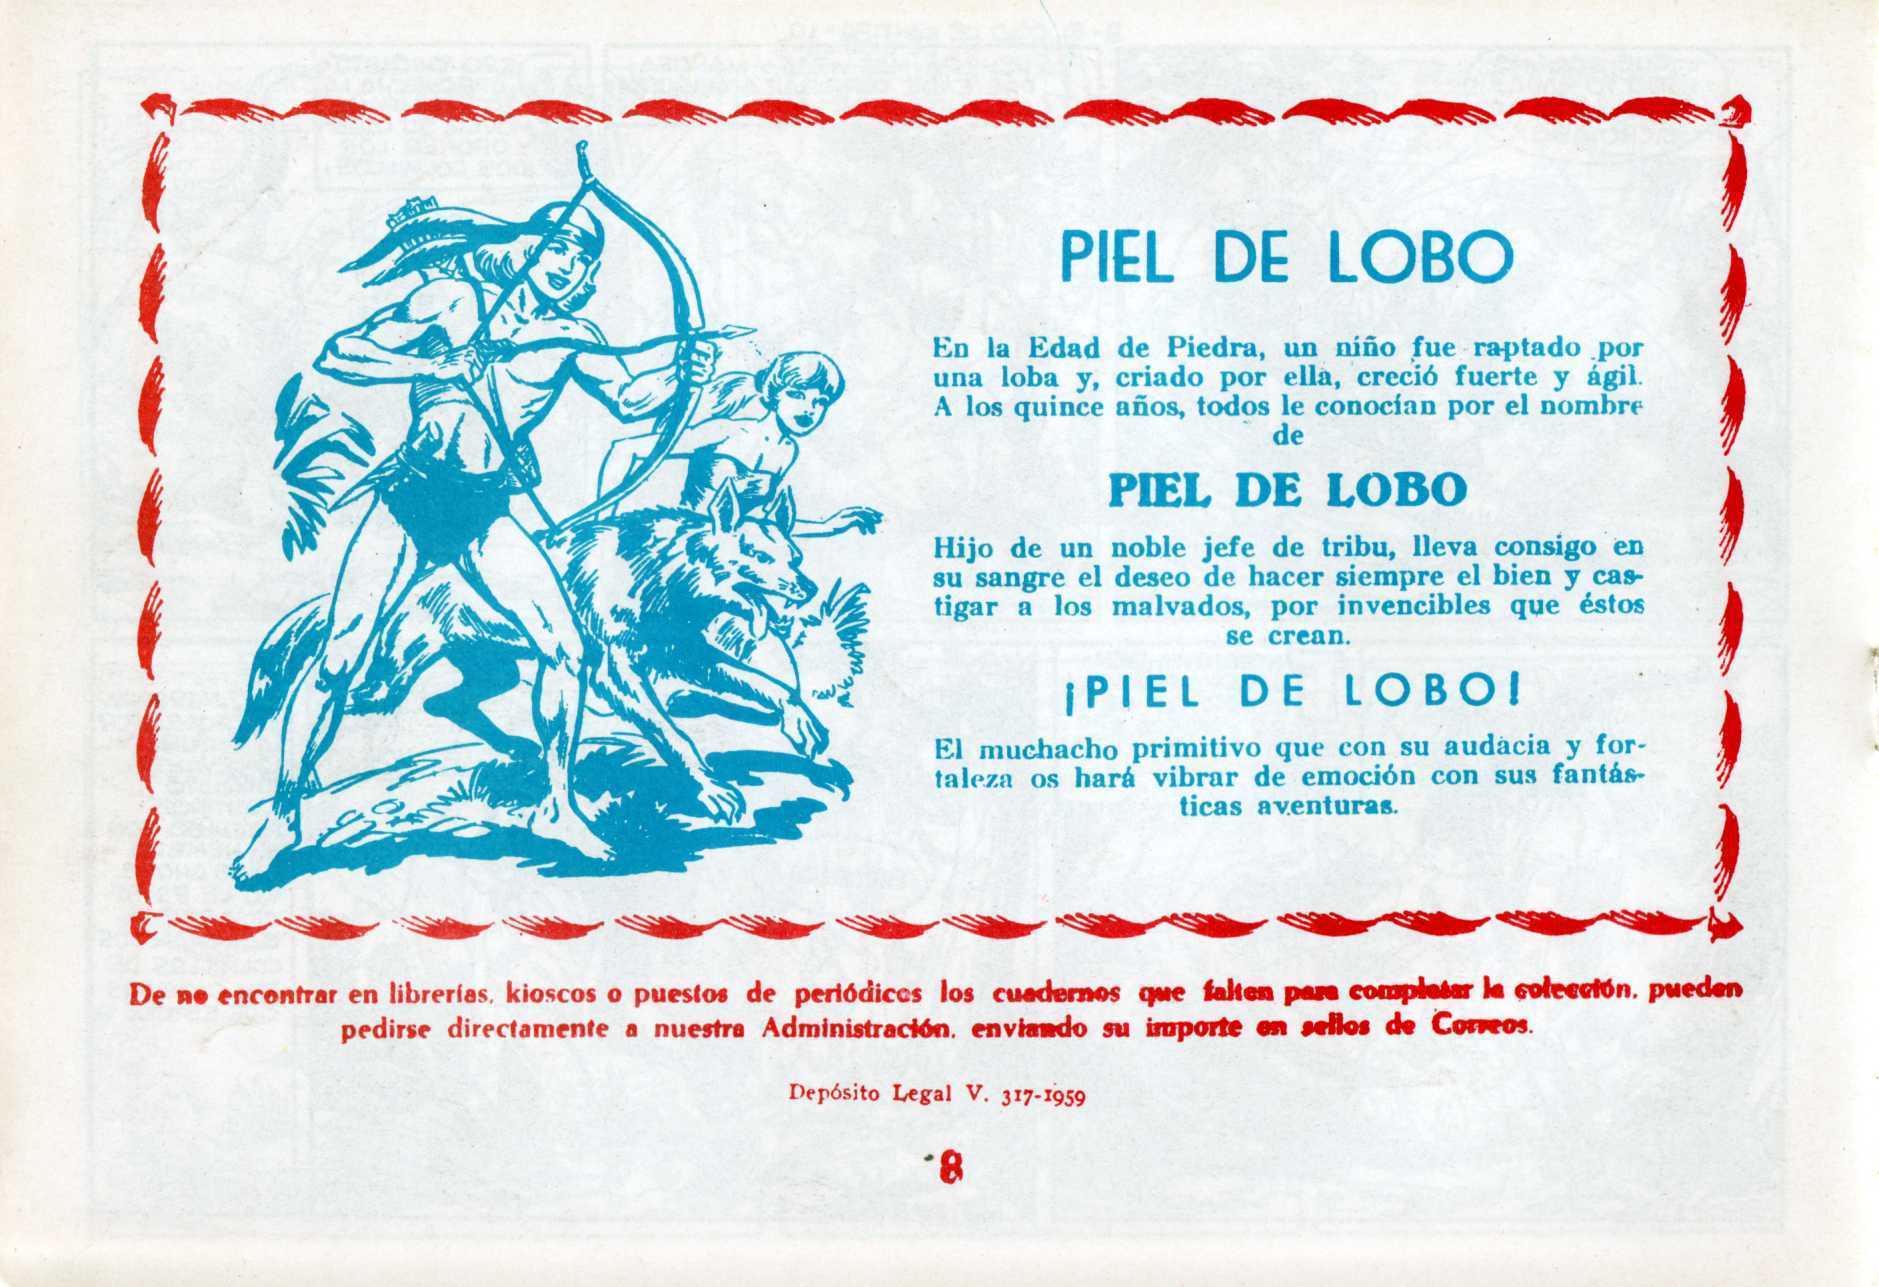 PIEL DE LOBO
En la Edad de Piedra, un niño fue raptado por
una loba y, criado por ella, creció fuerte y ágil.
A los quince años, todos le conocían por el nombre
de
PIEL DE LOBO
Hijo de un noble jefe de tribu, lleva consigo en
su sangre el deseo de hacer siempre el bien y cas-
tigar a los malvados, por invencibles que éstos
se crean.
¡PIEL DE LOBO!
El muchacho primitivo que con su audacia y for-
taleza os hará vibrar de emoción con sus fantás-
ticas aventuras.
De no encontrar en librerías, kioscos o puestos de periódicos los cuadernos que falten para completar la colección, pueden
pedirse directamente a nuestra Administración, enviando su importe en sellos de Correos.
Depósito Legal V. 317-1959
8